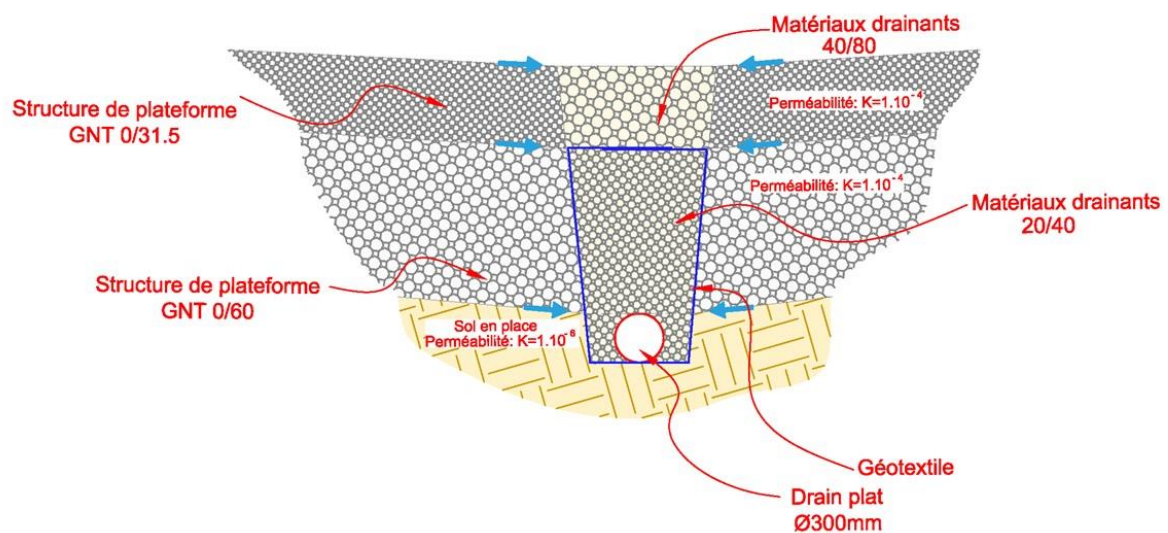 Matériaux drainants
40/80
Structure de plateforme
GNT 0/31.5
Perméabilité: K=1.10⁻⁴
Perméabilité: K=1.10⁻⁴
Matériaux drainants
20/40
Structure de plateforme
GNT 0/60
Sol en place
Perméabilité: K=1.10⁻⁶
Géotextile
Drain plat
Ø300mm